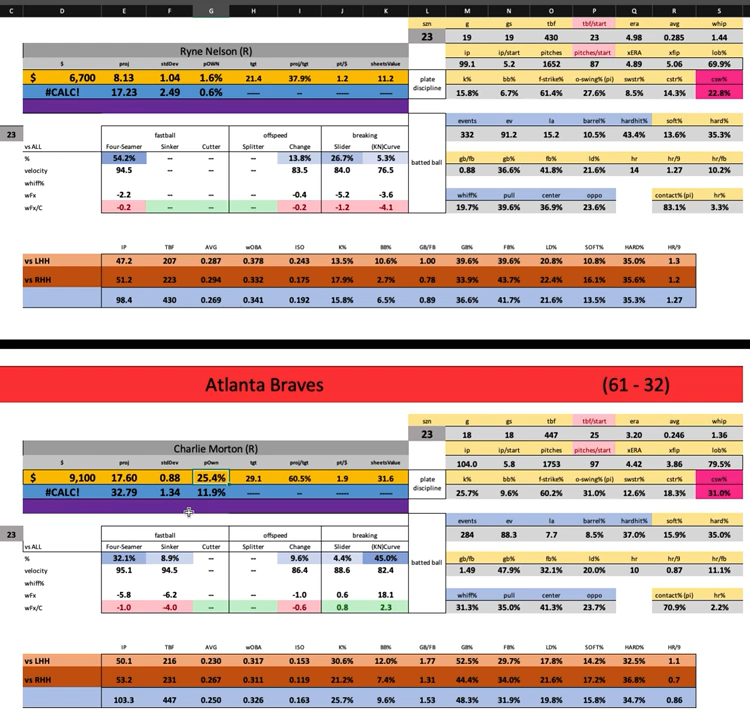 C D E F G H I J K L M N O P Q R S
szn g gs tbf tbf/start era avg whip
23 19 19 430 23 4.98 0.285 1.44
Ryne Nelson (R) ip ip/start pitches pitches/start xERA xfip lob%
$ proj stdDev pOWN tgt proj/tgt pt/$ sheetsValue 99.1 5.2 1652 87 4.89 5.06 69.9%
$ 6,700 8.13 1.04 1.6% 21.4 37.9% 1.2 11.2 plate discipline k% bb% f-strike% o-swing% (pi) swstr% cstr% csw%
#CALC! 17.23 2.49 0.6% ---- --- --- ---- 15.8% 6.7% 61.4% 27.6% 8.5% 14.3% 22.8%
events ev la barrel% hardhit% soft% hard%
23 fastball offspeed breaking 332 91.2 15.2 10.5% 43.4% 13.6% 35.3%
vs ALL Four-Seamer Sinker Cutter Splitter Change Slider (KN)Curve
% 54.2% -- -- -- 13.8% 26.7% 5.3% batted ball gb/fb gb% fb% ld% hr hr/9 hr/fb
velocity 94.5 -- -- -- 83.5 84.0 76.5 0.88 36.6% 41.8% 21.6% 14 1.27 10.2%
whiff%
wFx -2.2 -0.4 -5.2 -3.6 whiff% pull center oppo contact% (pi) hr%
wFx/C -0.2 -- -- -- -0.2 -1.2 -4.1 19.7% 39.6% 36.9% 23.6% 83.1% 3.3%
IP TBF AVG wOBA ISO K% BB% GB/FB GB% FB% LD% SOFT% HARD% HR/9
vs LHH 47.2 207 0.287 0.378 0.243 13.5% 10.6% 1.00 39.6% 39.6% 20.8% 10.8% 35.0% 1.3
vs RHH 51.2 223 0.294 0.332 0.175 17.9% 2.7% 0.78 33.9% 43.7% 22.4% 16.1% 35.6% 1.2
98.4 430 0.269 0.341 0.192 15.8% 6.5% 0.89 36.6% 41.7% 21.6% 13.5% 35.3% 1.27
Atlanta Braves (61 - 32)
szn g gs tbf tbf/start era avg whip
23 18 18 447 25 3.20 0.246 1.36
Charlie Morton (R) ip ip/start pitches pitches/start xERA xfip lob%
$ proj stdDev pOwn tgt proj/tgt pt/$ sheetsValue 104.0 5.8 1753 97 4.42 3.86 79.5%
$ 9,100 17.60 0.88 25.4% 29.1 60.5% 1.9 31.6 plate discipline k% bb% f-strike% o-swing% (pi) swstr% cstr% csw%
#CALC! 32.79 1.34 11.9% ---- --- --- ---- 25.7% 9.6% 60.2% 31.0% 12.6% 18.3% 31.0%
events ev la barrel% hardhit% soft% hard%
23 fastball offspeed breaking 284 88.3 7.7 8.5% 37.0% 15.9% 35.0%
vs ALL Four-Seamer Sinker Cutter Splitter Change Slider (KN)Curve
% 32.1% 8.9% -- -- 9.6% 4.4% 45.0% batted ball gb/fb gb% fb% ld% hr hr/9 hr/fb
velocity 95.1 94.5 -- -- 86.4 88.6 82.4 1.49 47.9% 32.1% 20.0% 10 0.87 11.1%
whiff%
wFx -5.8 -6.2 -1.0 0.6 18.1 whiff% pull center oppo contact% (pi) hr%
wFx/C -1.0 -4.0 -- -- -0.6 0.8 2.3 31.3% 35.0% 41.3% 23.7% 70.9% 2.2%
IP TBF AVG wOBA ISO K% BB% GB/FB GB% FB% LD% SOFT% HARD% HR/9
vs LHH 50.1 216 0.230 0.317 0.153 30.6% 12.0% 1.77 52.5% 29.7% 17.8% 14.2% 32.5% 1.1
vs RHH 53.2 231 0.267 0.311 0.119 21.2% 7.4% 1.31 44.4% 34.0% 21.6% 17.2% 36.8% 0.7
103.3 447 0.250 0.326 0.163 25.7% 9.6% 1.53 48.3% 31.9% 19.8% 15.8% 34.7% 0.86